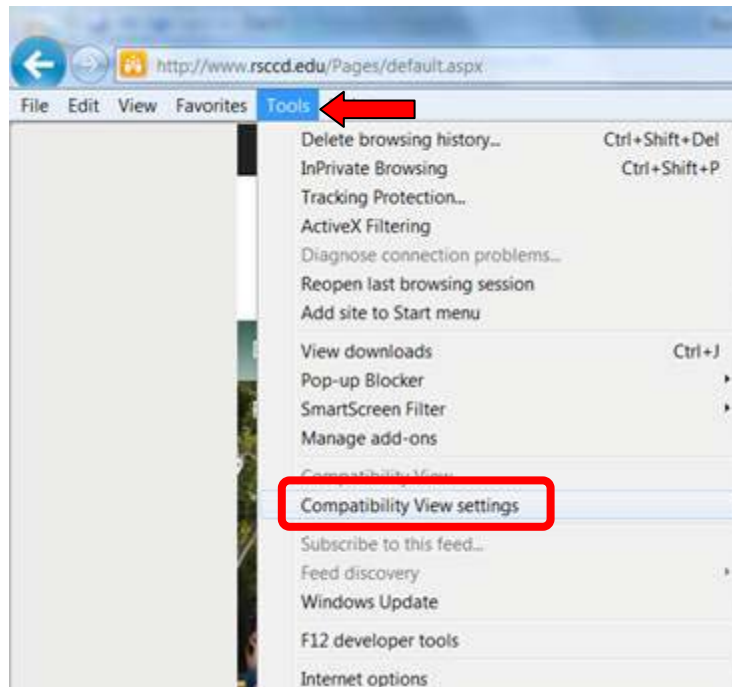 http://www.rsccd.edu/Pages/default.aspx
File Edit View Favorites Tools
Delete browsing history... Ctrl+Shift+Del
InPrivate Browsing Ctrl+Shift+P
Tracking Protection...
ActiveX Filtering
Diagnose connection problems...
Reopen last browsing session
Add site to Start menu
View downloads Ctrl+J
Pop-up Blocker
SmartScreen Filter
Manage add-ons
Compatibility View
Compatibility View settings
Subscribe to this feed...
Feed discovery
Windows Update
F12 developer tools
Internet options